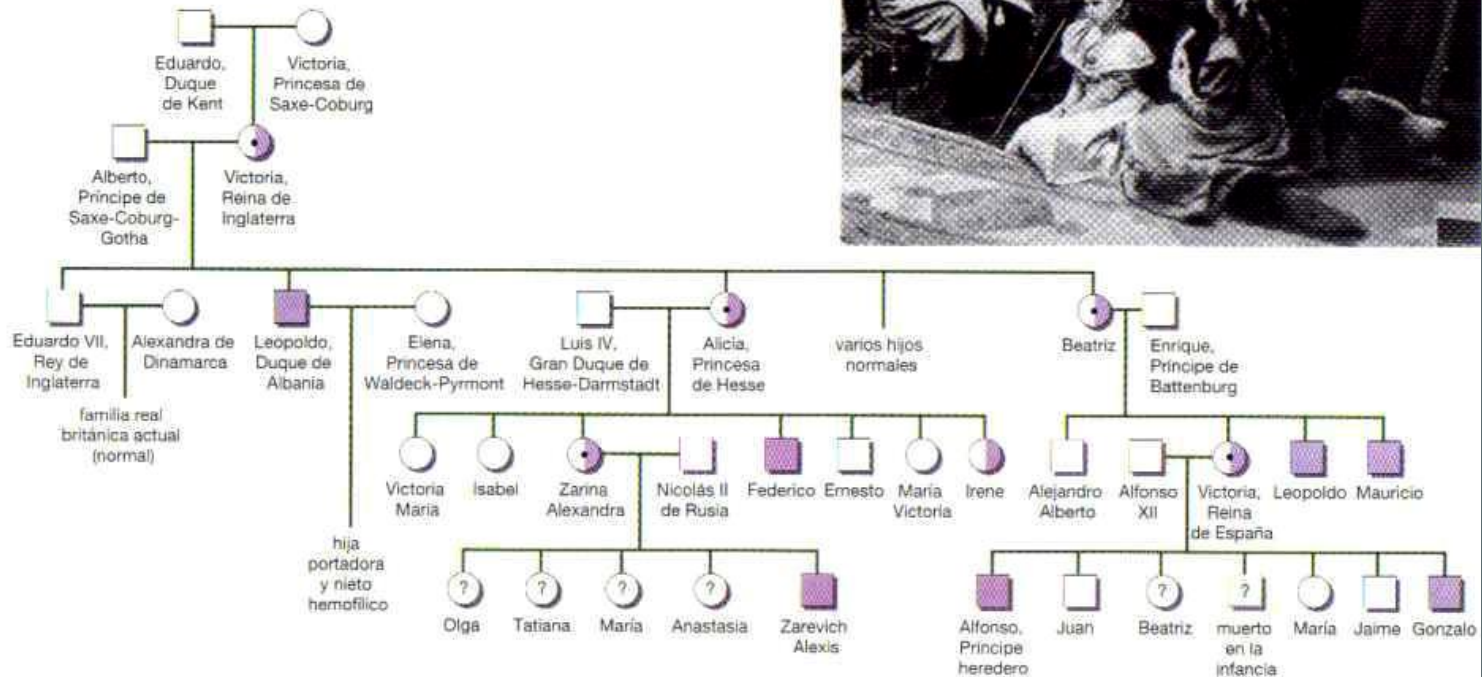 Eduardo,
Duque
de Kent
Victoria,
Princesa de
Saxe-Coburg
Alberto,
Príncipe de
Saxe-Coburg-
Gotha
Victoria,
Reina de
Inglaterra
Eduardo VII,
Rey de
Inglaterra
Alexandra de
Dinamarca
Leopoldo,
Duque de
Albania
Elena,
Princesa de
Waldeck-Pyrmont
Luis IV,
Gran Duque de
Hesse-Darmstadt
Alicia,
Princesa
de Hesse
varios hijos
normales
Beatriz
Enrique,
Príncipe de
Battenburg
familia real
británica actual
(normal)
hija
portadora
y nieto
hemofílico
Victoria
María
Isabel
Zarina
Alexandra
Nicolás II
de Rusia
Federico
Ernesto
María
Victoria
Irene
Alejandro
Alberto
Alfonso
XII
Victoria,
Reina
de España
Leopoldo
Mauricio
?
Olga
?
Tatiana
?
María
?
Anastasia
Zarevich
Alexis
Alfonso,
Príncipe
heredero
Juan
?
Beatriz
?
muerto
en la
infancia
María
Jaime
Gonzalo